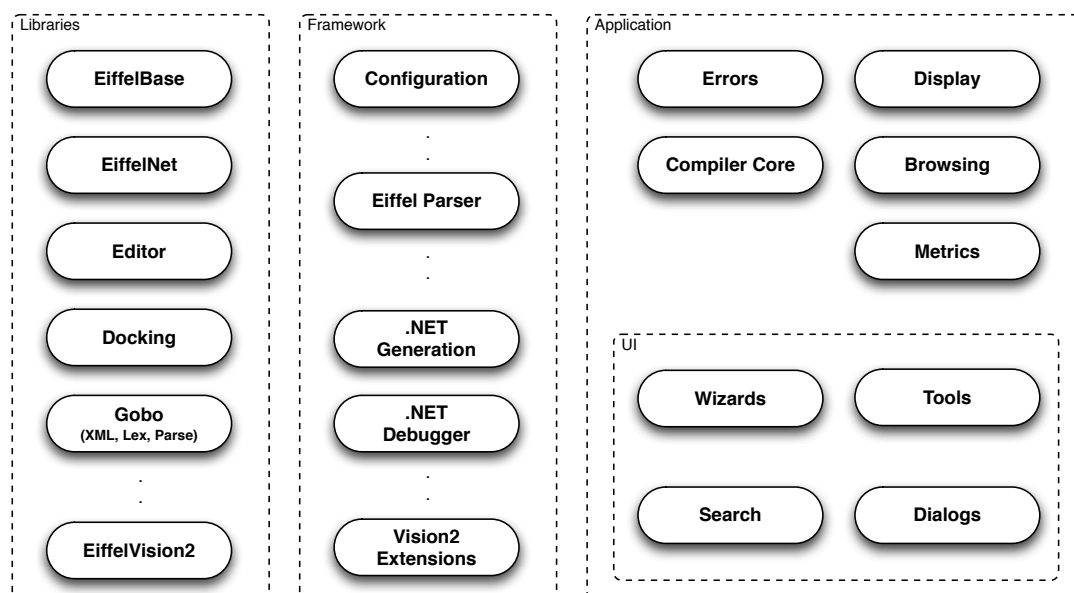 Libraries
EiffelBase
EiffelNet
Editor
Docking
Gobo
(XML, Lex, Parse)
.
.
EiffelVision2
Framework
Configuration
.
.
Eiffel Parser
.
.
.NET
Generation
.NET
Debugger
.
.
Vision2
Extensions
Application
Errors
Display
Compiler Core
Browsing
Metrics
UI
Wizards
Tools
Search
Dialogs